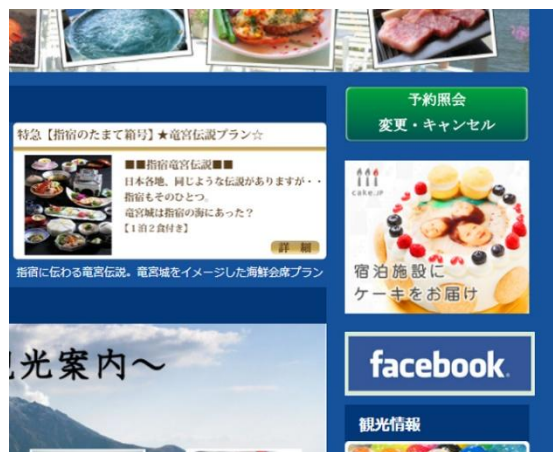 予約照会
変更・キャンセル
特急【指宿のたまて箱号】★竜宮伝説プラン☆
■■指宿竜宮伝説■■
日本各地、同じような伝説がありますが・・
指宿もそのひとつ。
竜宮城は指宿の海にあった?
【1泊2食付き】
詳 細
指宿に伝わる竜宮伝説。竜宮城をイメージした海鮮会席プラン
cake.jp
宿泊施設に
ケーキをお届け
光案内～
facebook
観光情報